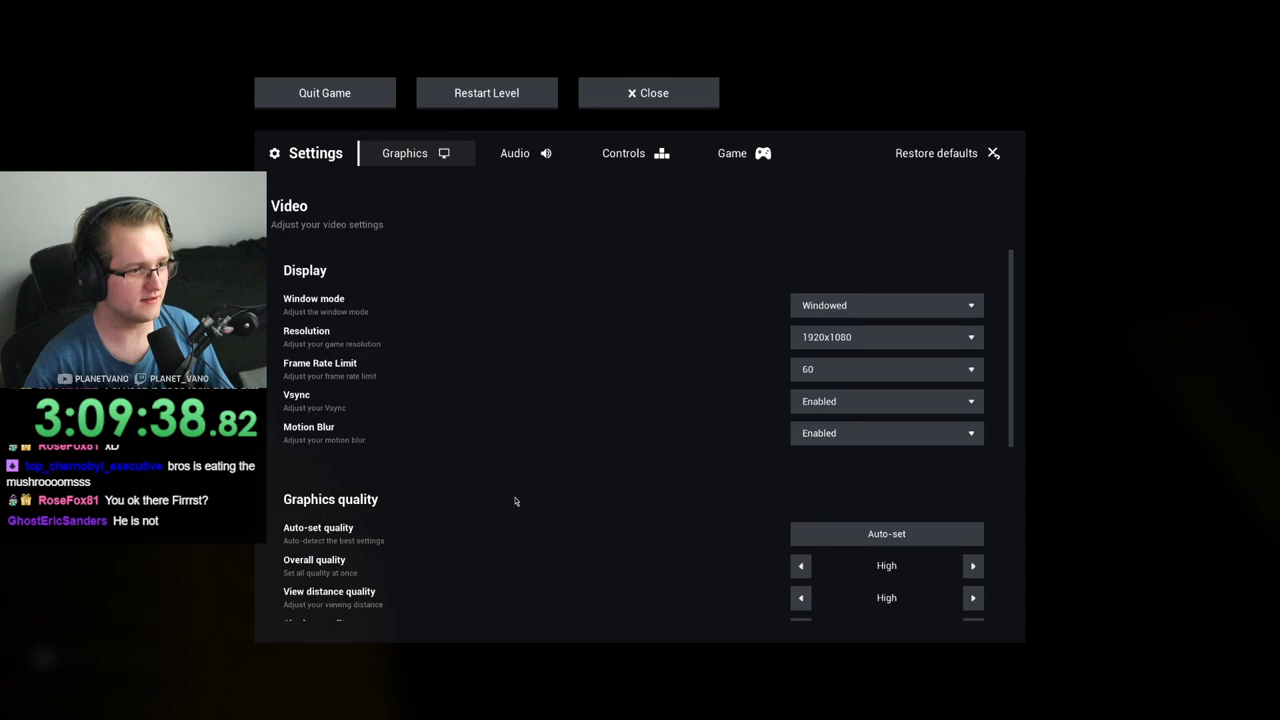 Quit Game
Restart Level
Close
Settings
Graphics
Audio
Controls
Game
Restore defaults
Video
Adjust your video settings
Display
Window mode
Adjust the window mode
Windowed
Resolution
Adjust your game resolution
1920x1080
Frame Rate Limit
Adjust your frame rate limit
60
Vsync
Adjust your Vsync
Enabled
Motion Blur
Adjust your motion blur
Enabled
Graphics quality
Auto-set quality
Auto-detect the best settings
Auto-set
Overall quality
Set all quality at once
High
View distance quality
Adjust your viewing distance
High
PLANETVANO PLANET_VANO
3:09:38.82
RoseFox81 XD
top_chernobyl_executive bros is eating the
mushroooomsss
RoseFox81 You ok there Firrrst?
GhostEricSanders He is not